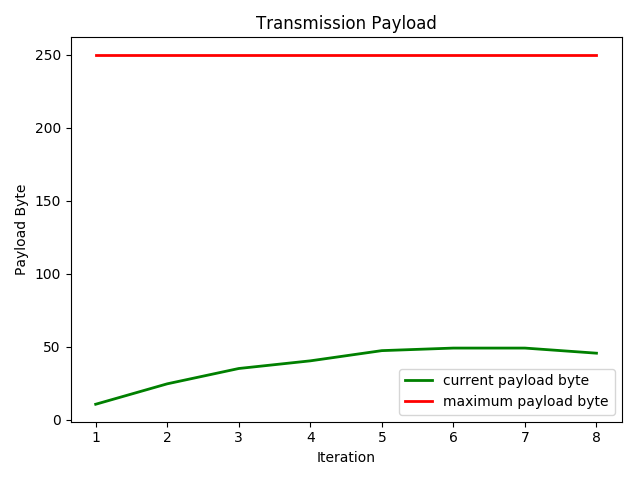 Transmission Payload
250
200
150
100
50
0
Payload Byte
current payload byte
maximum payload byte
1 2 3 4 5 6 7 8
Iteration